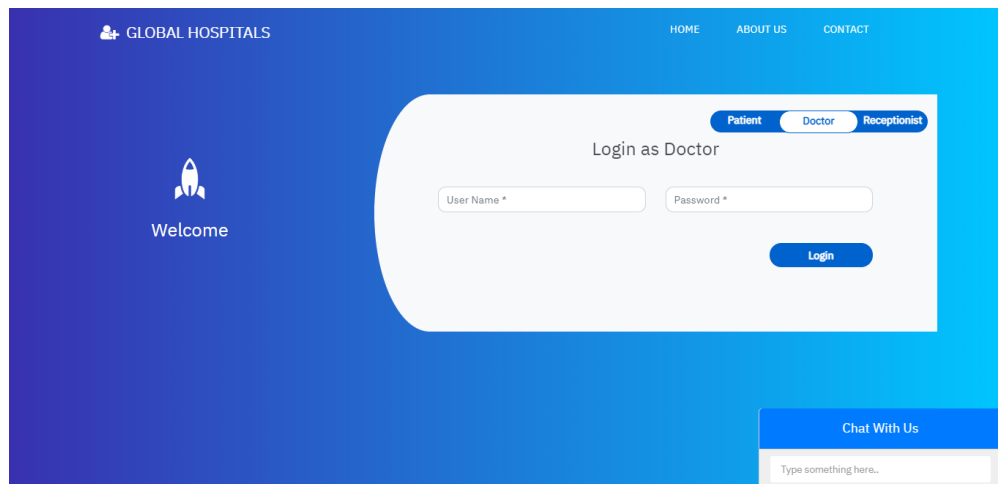 GLOBAL HOSPITALS
HOME ABOUT US CONTACT
Patient Doctor Receptionist
Login as Doctor
User Name * Password *
Welcome
Login
Chat With Us
Type something here..